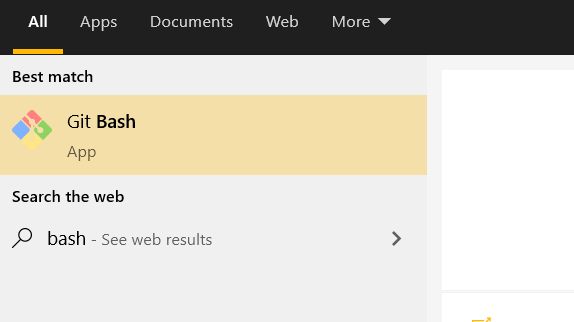 All Apps Documents Web More
Best match
Git Bash
App
Search the web
bash - See web results